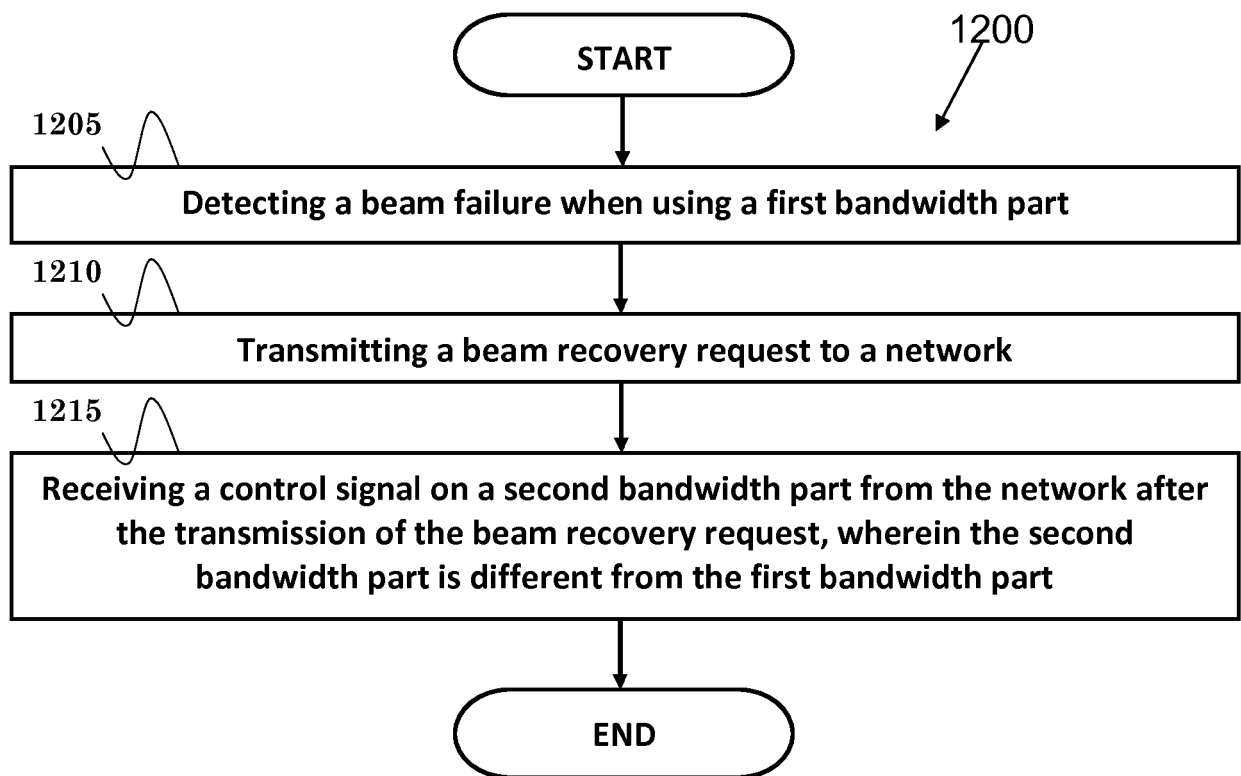 START
1200
1205
Detecting a beam failure when using a first bandwidth part
1210
Transmitting a beam recovery request to a network
1215
Receiving a control signal on a second bandwidth part from the network after
the transmission of the beam recovery request, wherein the second
bandwidth part is different from the first bandwidth part
END